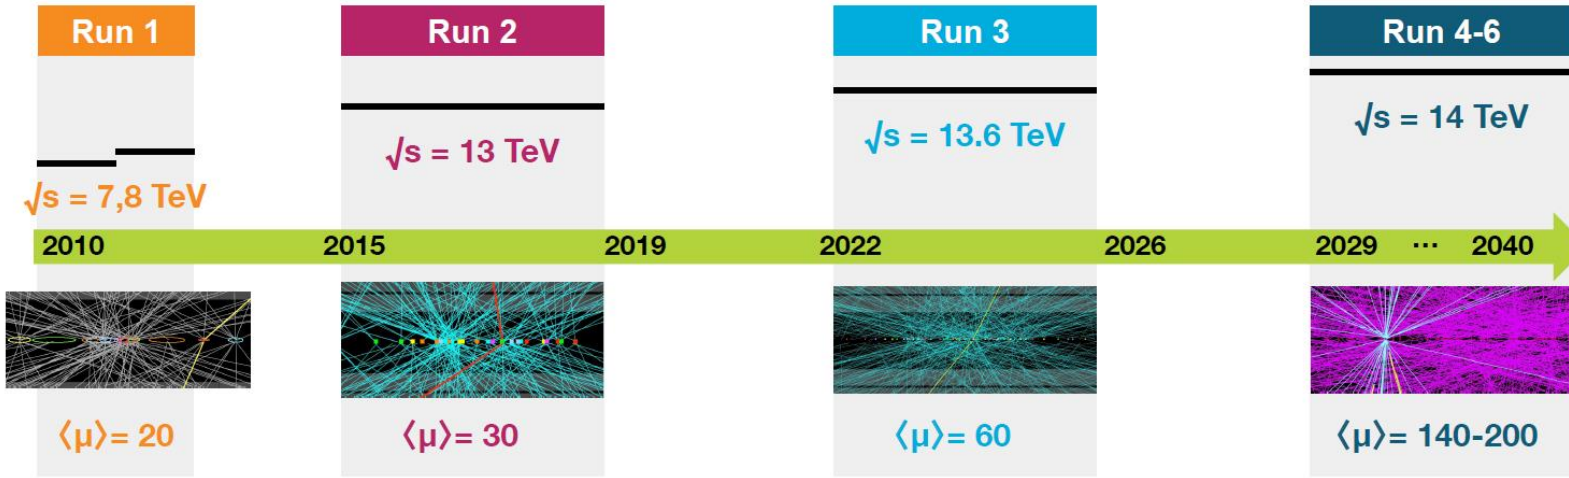 Run 1
Run 2
Run 3
Run 4-6
√s = 7,8 TeV
√s = 13 TeV
√s = 13.6 TeV
√s = 14 TeV
2010 2015 2019 2022 2026 2029 ... 2040
⟨μ⟩= 20
⟨μ⟩= 30
⟨μ⟩= 60
⟨μ⟩= 140-200